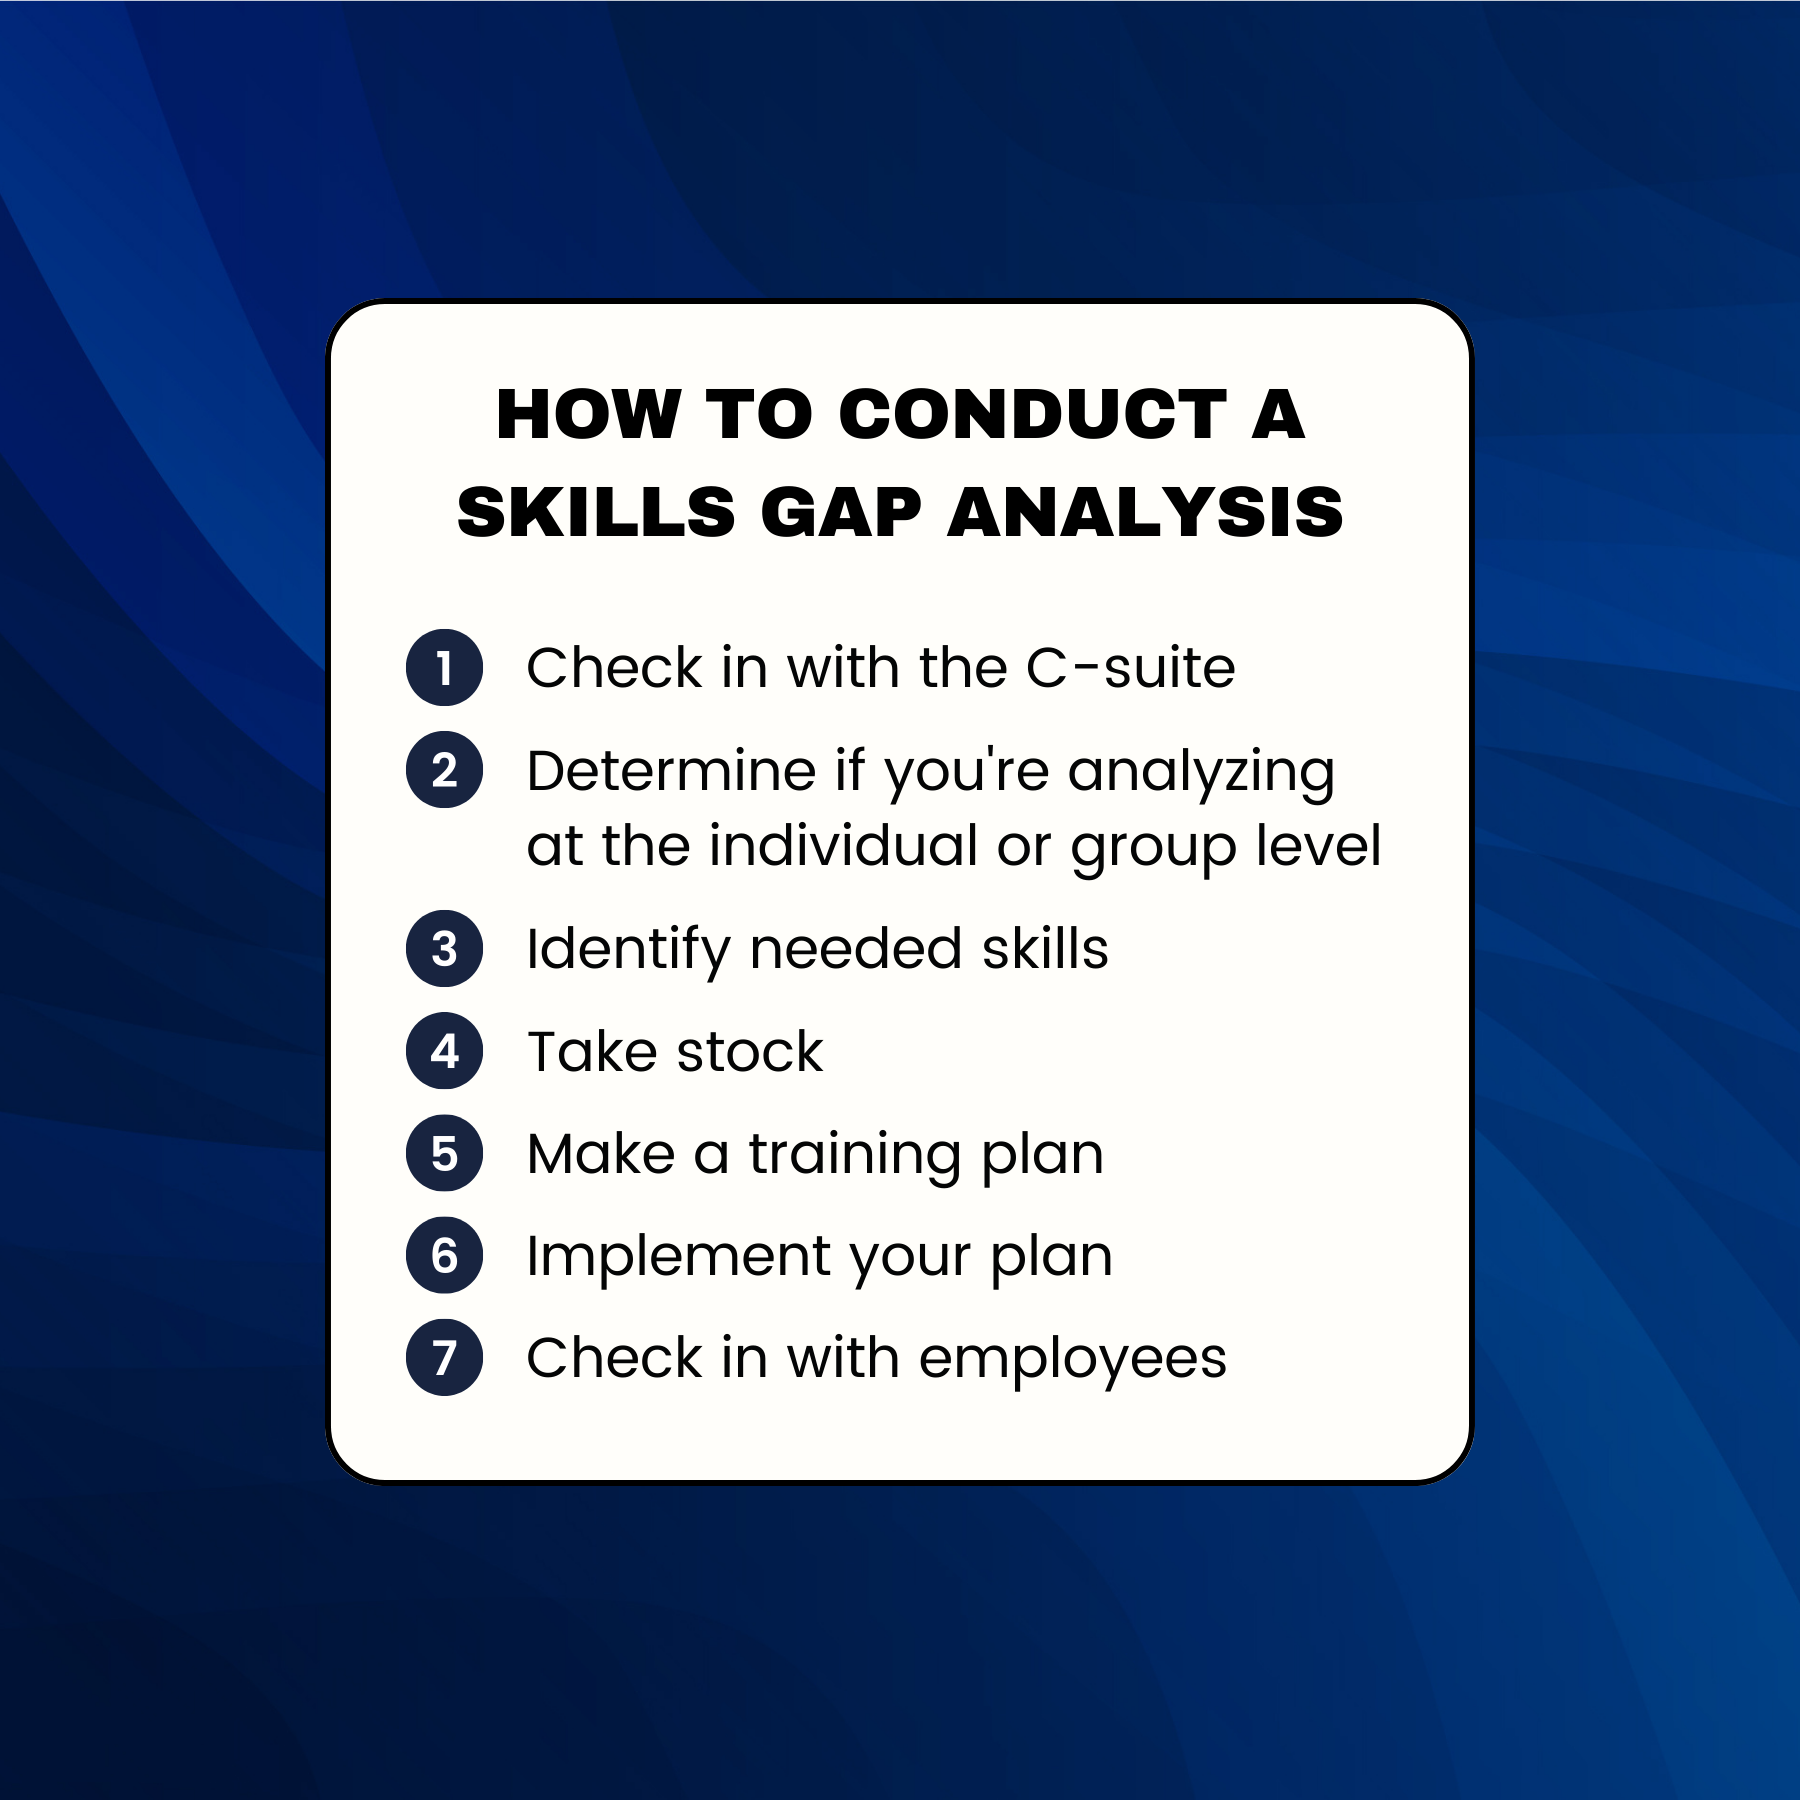 HOW TO CONDUCT A
SKILLS GAP ANALYSIS
1 Check in with the C-suite
2 Determine if you're analyzing
at the individual or group level
3 Identify needed skills
4 Take stock
5 Make a training plan
6 Implement your plan
7 Check in with employees